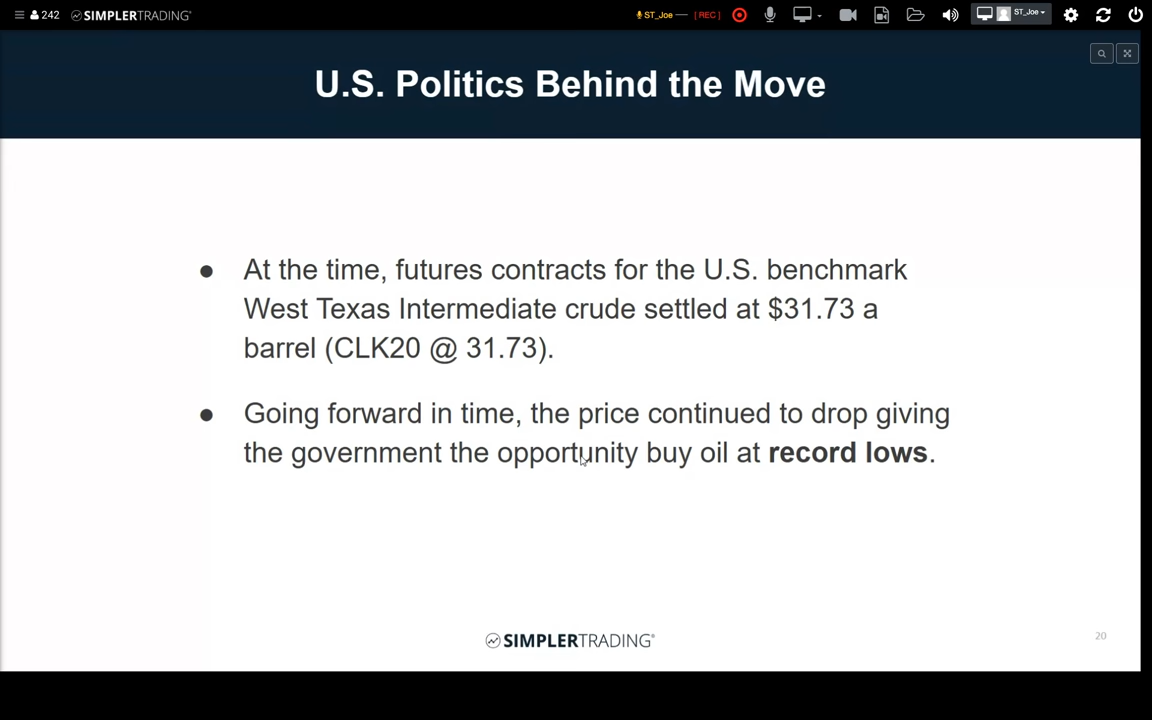 242 SIMPLERTRADING® ST_Joe [ REC ] ST_Joe
U.S. Politics Behind the Move
● At the time, futures contracts for the U.S. benchmark
West Texas Intermediate crude settled at $31.73 a
barrel (CLK20 @ 31.73).
● Going forward in time, the price continued to drop giving
the government the opportunity buy oil at record lows.
SIMPLERTRADING®
20